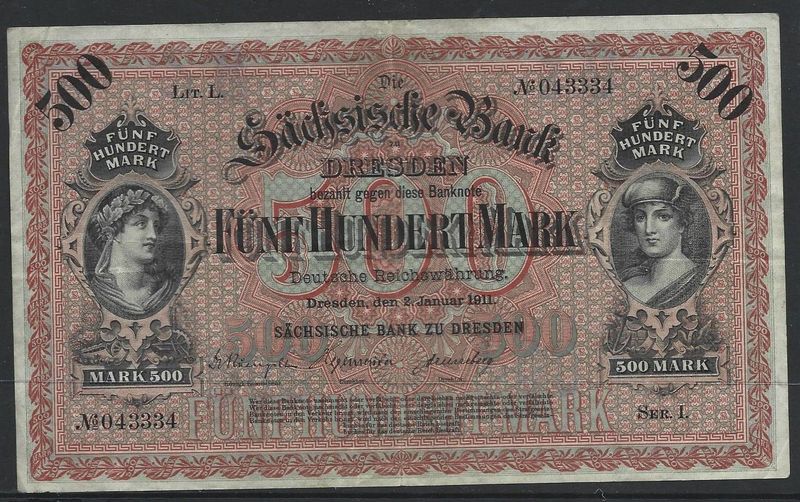 500
500
LIT. L.
Die
№ 043334
Sächsische Bank
zu
DRESDEN
FÜNF
HUNDERT
MARK
FÜNF
HUNDERT
MARK
bezahlt gegen diese Banknote
500
FÜNF HUNDERT MARK
Deutsche Reichswährung.
Dresden, den 2. Januar 1911.
500
500
SÄCHSISCHE BANK ZU DRESDEN
MARK 500
500 MARK
№ 043334
SER. I.
FÜNF HUNDERT MARK